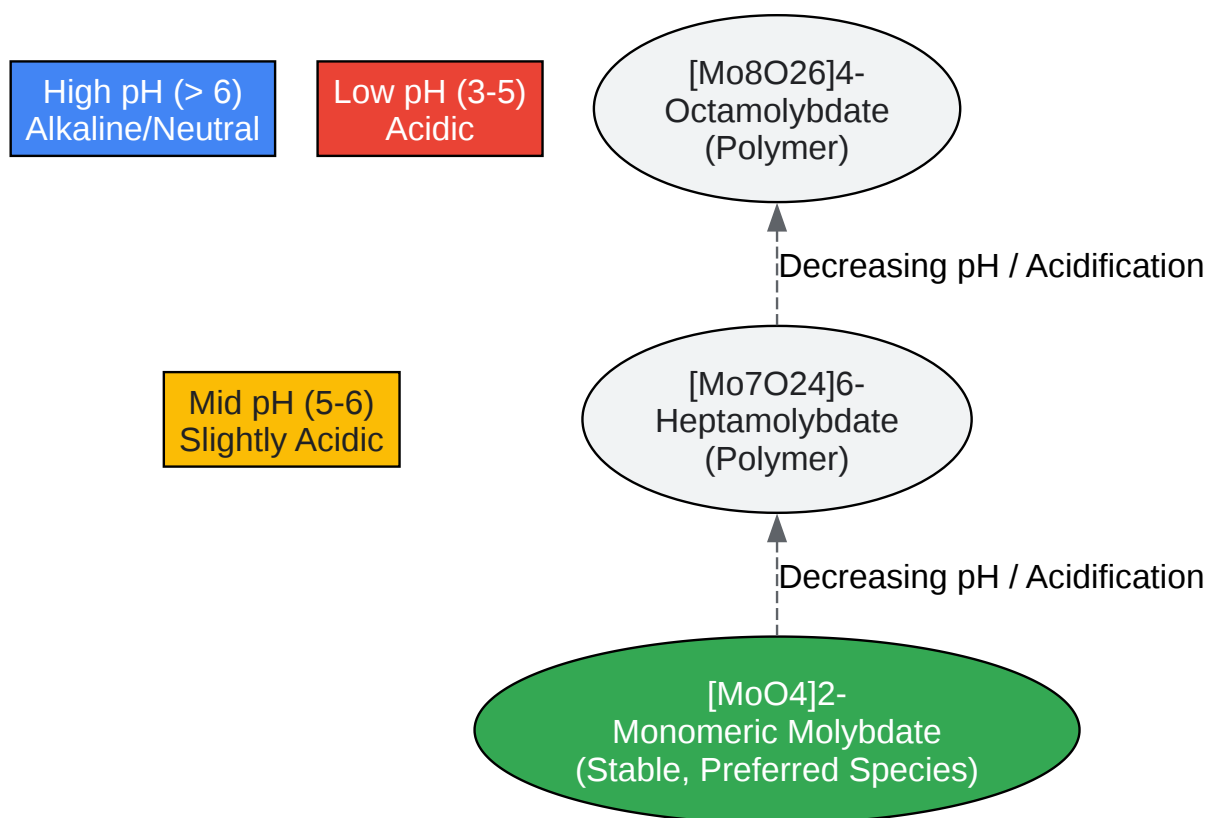 High pH (> 6)
Alkaline/Neutral
Low pH (3-5)
Acidic
[Mo8O26]4-
Octamolybdate
(Polymer)
Decreasing pH / Acidification
Mid pH (5-6)
Slightly Acidic
[Mo7O24]6-
Heptamolybdate
(Polymer)
Decreasing pH / Acidification
[MoO4]2-
Monomeric Molybdate
(Stable, Preferred Species)